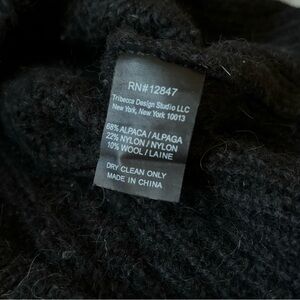 RN#12847
Tribecca Design Studio LLC
New York, New York 10013
68% ALPACA / ALPAGA
22% NYLON / NYLON
10% WOOL / LAINE
DRY CLEAN ONLY
MADE IN CHINA